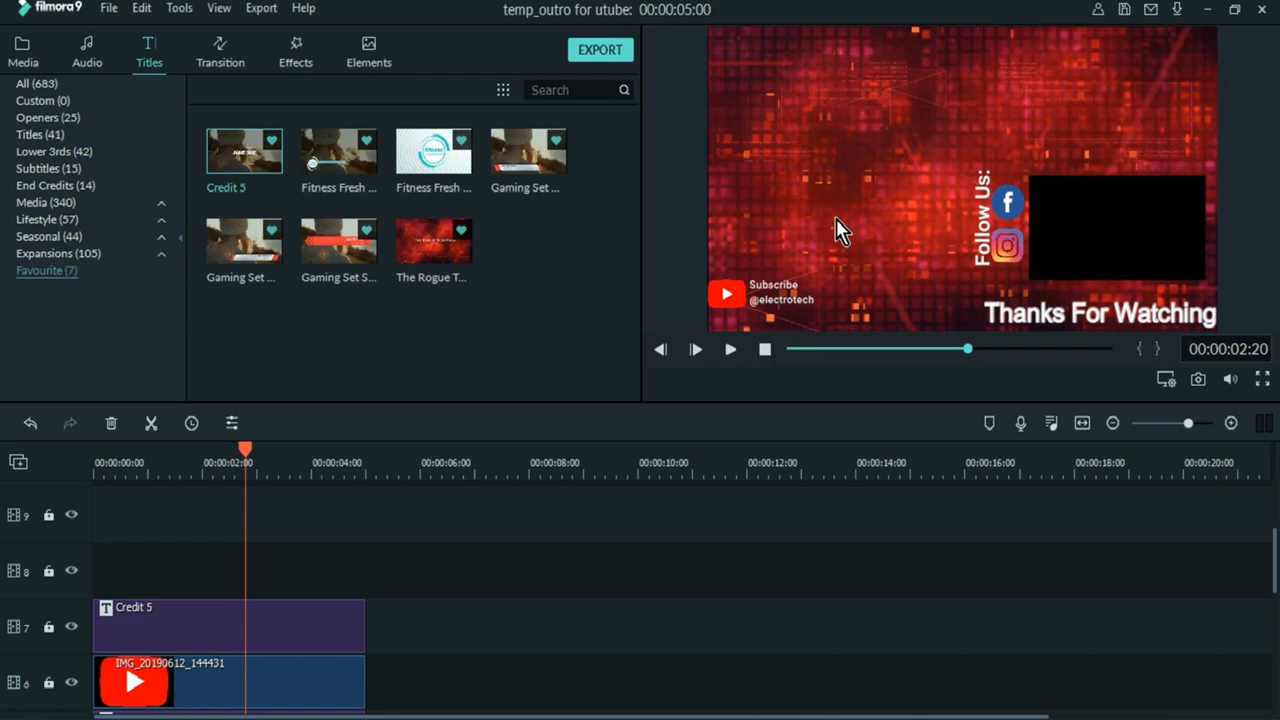 filmora9 File Edit Tools View Export Help temp_outro for utube: 00:00:05:00
Media Audio Titles Transition Effects Elements EXPORT
All (683)
Custom (0)
Openers (25)
Titles (41)
Lower 3rds (42)
Subtitles (15)
End Credits (14)
Media (340)
Lifestyle (57)
Seasonal (44)
Expansions (105)
Favourite (7)
Search
Credit 5 Fitness Fresh ... Fitness Fresh ... Gaming Set ...
Gaming Set ... Gaming Set S... The Rogue T...
Follow Us:
Subscribe
@electrotech
Thanks For Watching
00:00:02:20
00:00:00:00 00:00:02:00 00:00:04:00 00:00:06:00 00:00:08:00 00:00:10:00 00:00:12:00 00:00:14:00 00:00:16:00 00:00:18:00 00:00:20:00
9
8
T Credit 5
7
IMG_20190612_144431
6